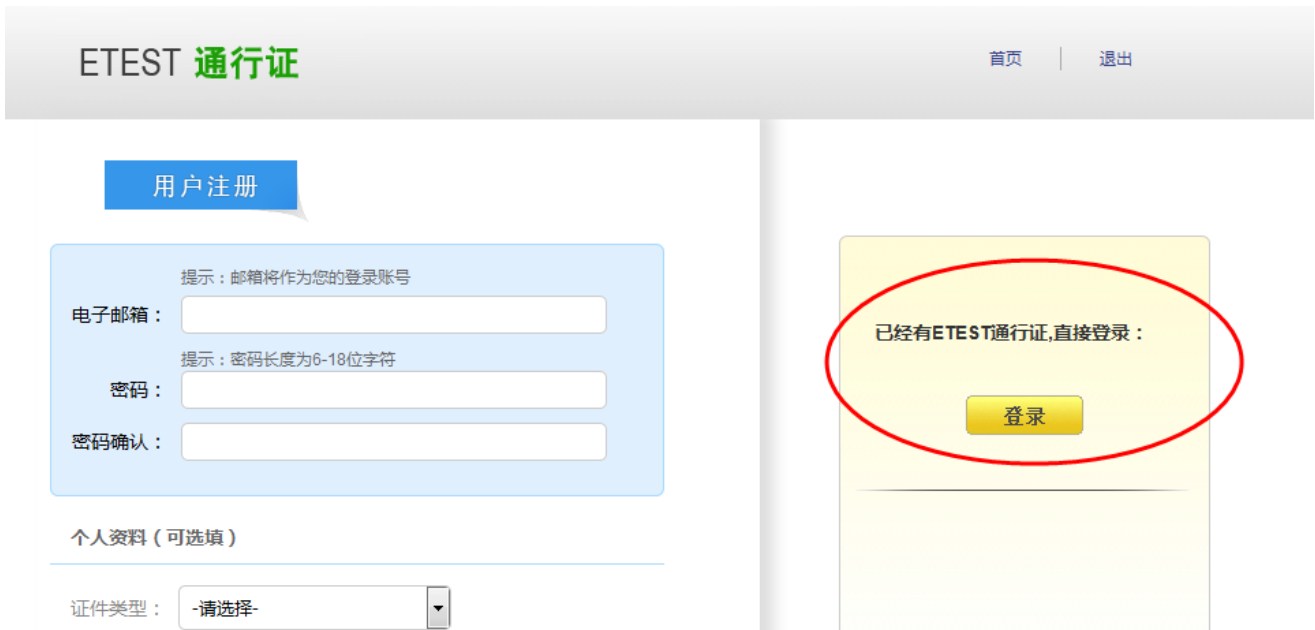 ETEST 通行证
首页
退出
用户注册
提示：邮箱将作为您的登录账号
电子邮箱：
提示：密码长度为6-18位字符
密码：
密码确认：
个人资料（可选填）
证件类型：
-请选择-
已经有ETEST通行证,直接登录：
登录